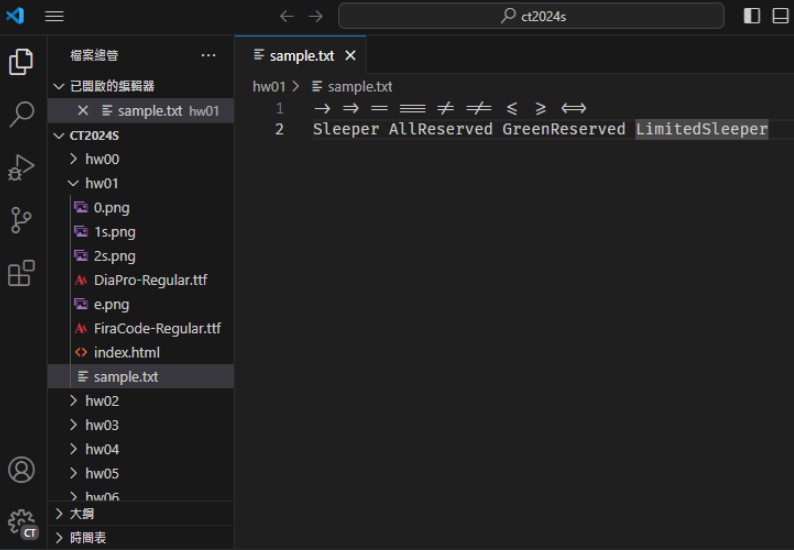 ct2024s
檔案總管
sample.txt
已開啟的編輯器
sample.txt hw01
hw01 > sample.txt
CT2024S
1 → ⇒ == === ≠ =/= ≤ ≥ <=>
2 Sleeper AllReserved GreenReserved LimitedSleeper
hw00
hw01
0.png
1s.png
2s.png
DiaPro-Regular.ttf
e.png
FiraCode-Regular.ttf
index.html
sample.txt
hw02
hw03
hw04
hw05
hw06
大綱
CT
時間表